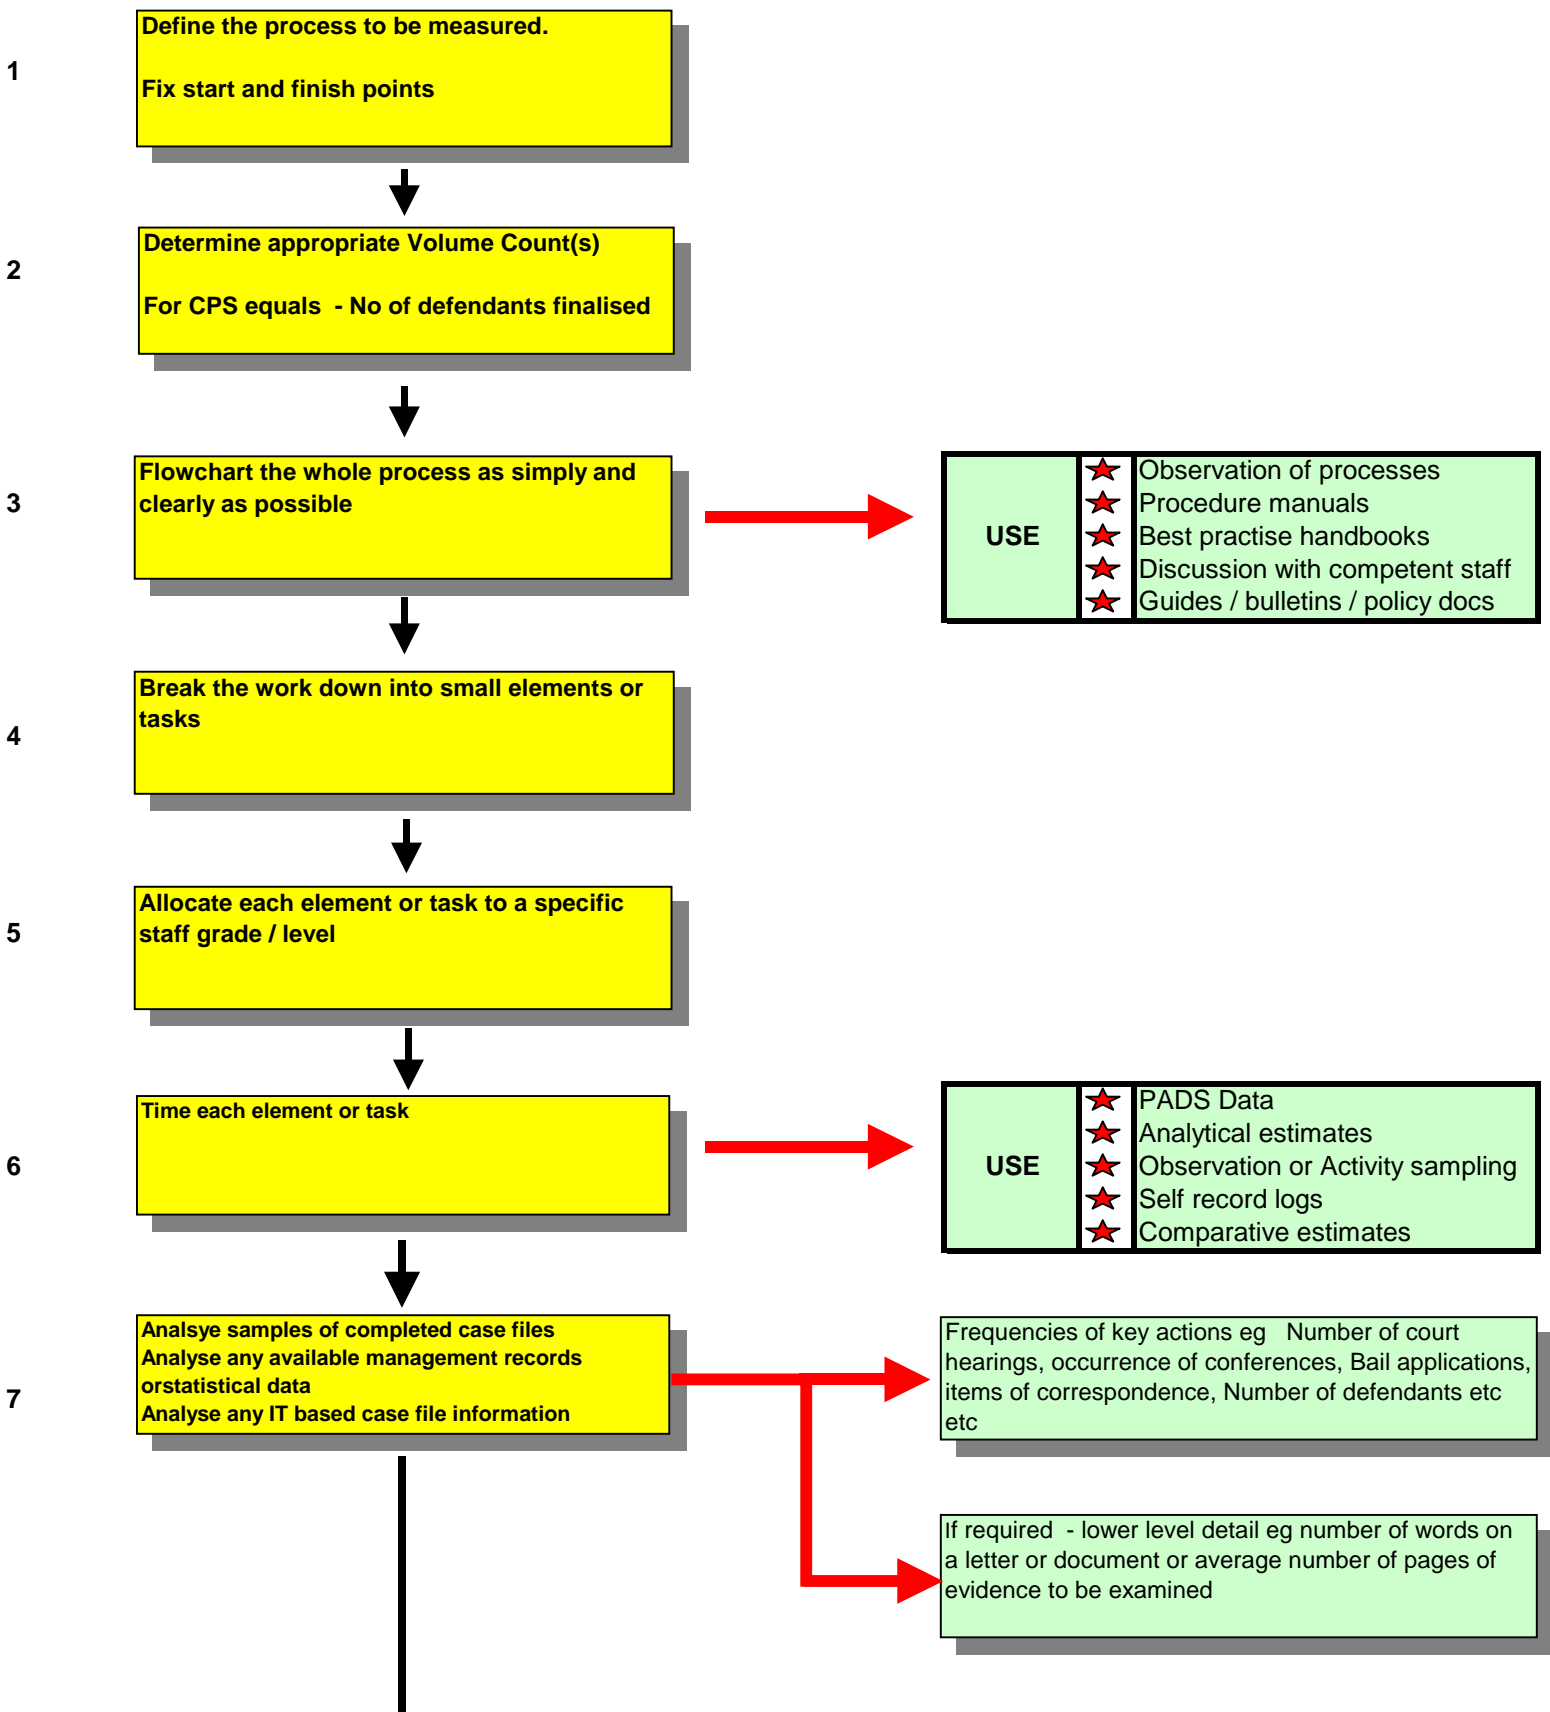 1
Define the process to be measured.
Fix start and finish points
2
Determine appropriate Volume Count(s)
For CPS equals  - No of defendants finalised
3
Flowchart the whole process as simply and
clearly as possible
USE
Observation of processes
Procedure manuals
Best practise handbooks
Discussion with competent staff
Guides / bulletins / policy docs
4
Break the work down into small elements or
tasks
5
Allocate each element or task to a specific
staff grade / level
6
Time each element or task
USE
PADS Data
Analytical estimates
Observation or Activity sampling
Self record logs
Comparative estimates
7
Analsye samples of completed case files
Analyse any available management records
orstatistical data
Analyse any IT based case file information
Frequencies of key actions eg   Number of court
hearings, occurrence of conferences, Bail applications,
items of correspondence, Number of defendants etc
etc
If required  - lower level detail eg number of words on
a letter or document or average number of pages of
evidence to be examined